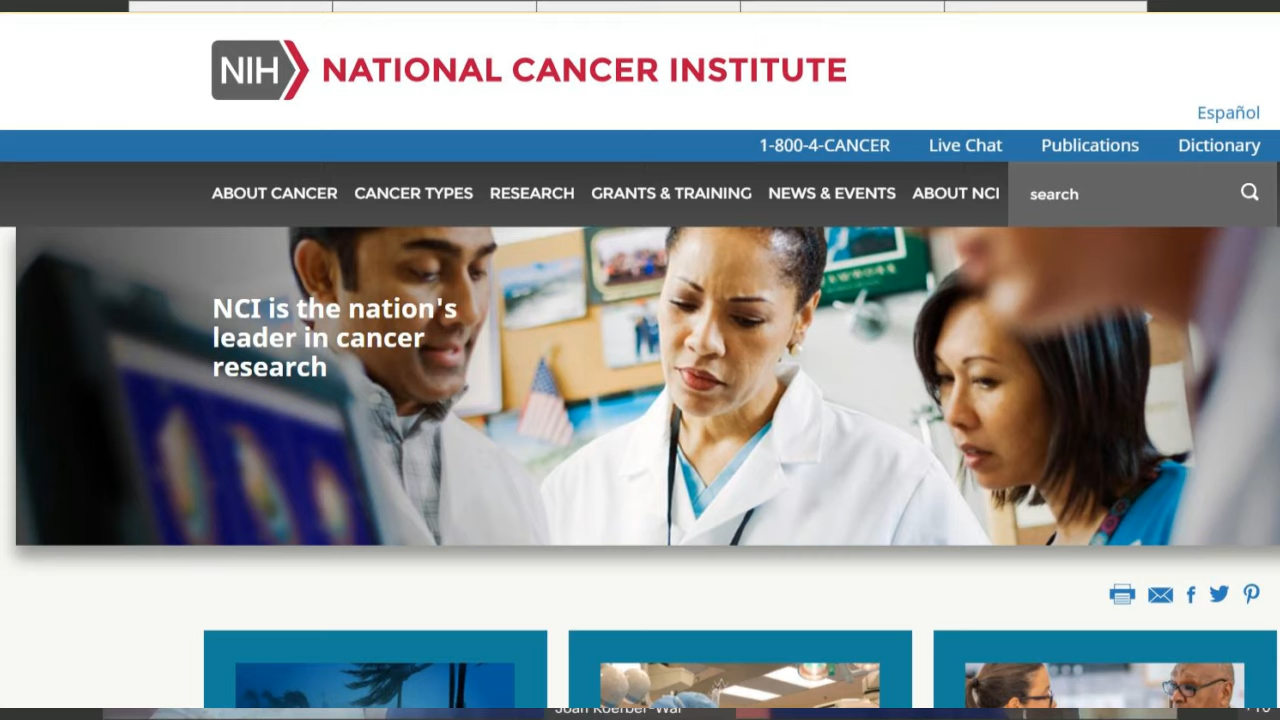 NIH NATIONAL CANCER INSTITUTE
Español
1-800-4-CANCER Live Chat Publications Dictionary
ABOUT CANCER CANCER TYPES RESEARCH GRANTS & TRAINING NEWS & EVENTS ABOUT NCI search
NCI is the nation's
leader in cancer
research